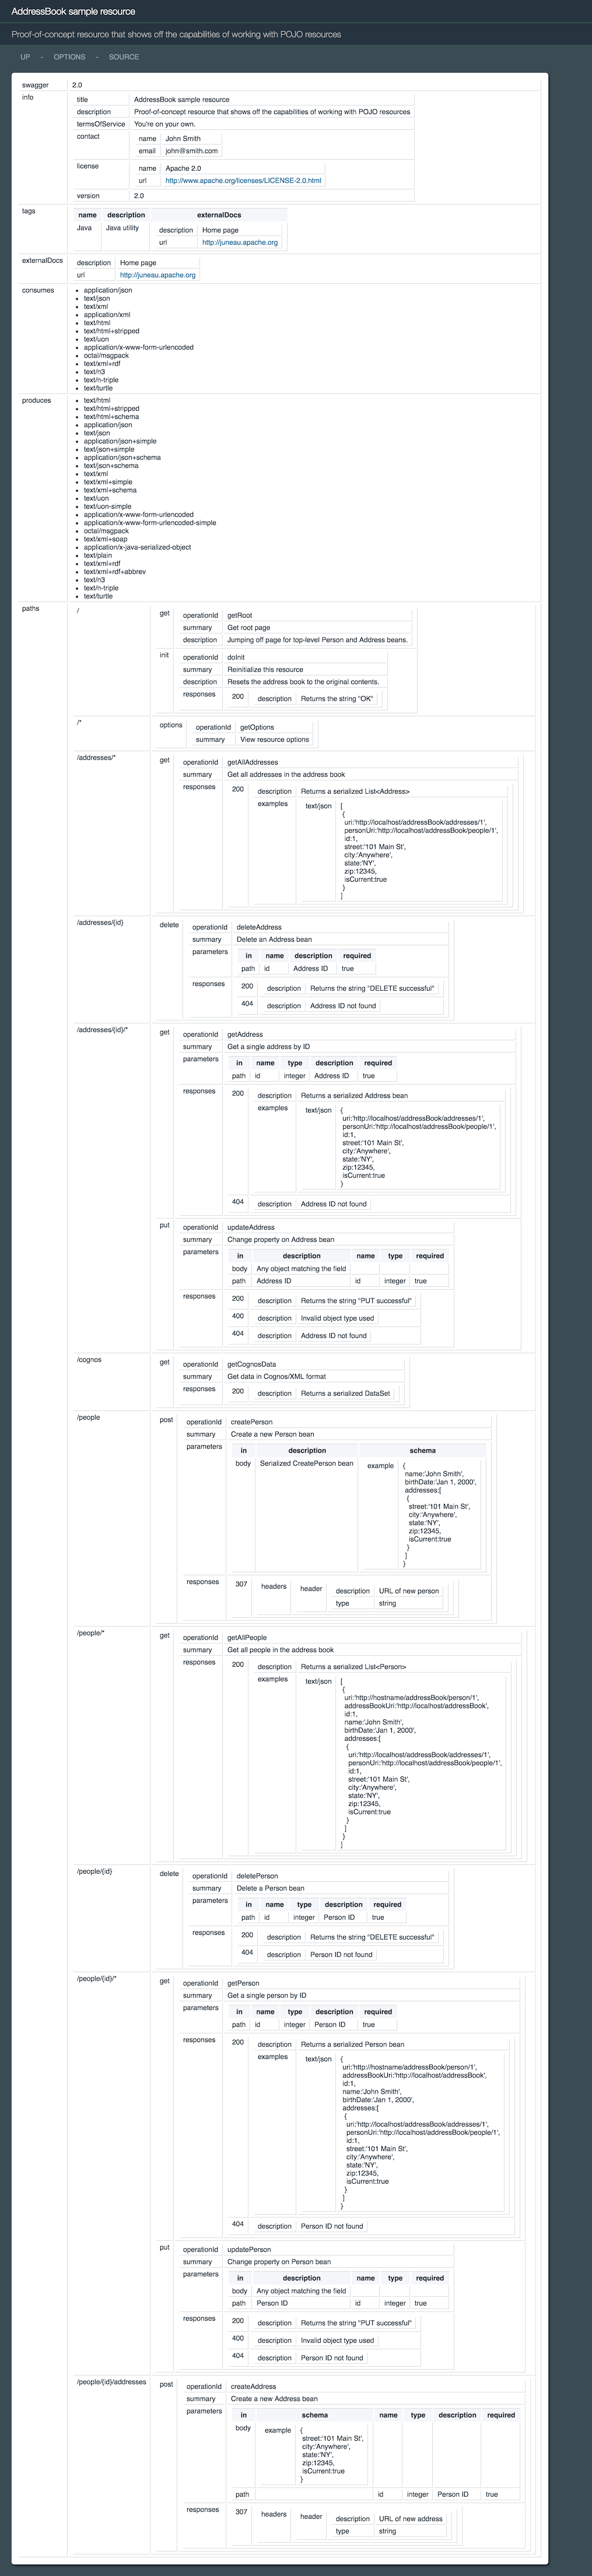 AddressBook sample resource
Proof-of-concept resource that shows off the capabilities of working with POJO resources
UP - OPTIONS - SOURCE
swagger 2.0
info
title AddressBook sample resource
description Proof-of-concept resource that shows off the capabilities of working with POJO resources
termsOfService You're on your own.
contact
name John Smith
email john@smith.com
license
name Apache 2.0
url http://www.apache.org/licenses/LICENSE-2.0.html
version 2.0
tags
name description externalDocs
Java Java utility description Home page
url http://juneau.apache.org
externalDocs
description Home page
url http://juneau.apache.org
consumes
• application/json
• text/json
• text/xml
• application/xml
• text/html
• text/html+stripped
• text/uon
• application/x-www-form-urlencoded
• octal/msgpack
• text/xml+rdf
• text/n3
• text/n-triple
• text/turtle
produces
• text/html
• text/html+stripped
• text/html+schema
• application/json
• text/json
• application/json+simple
• text/json+simple
• application/json+schema
• text/json+schema
• text/xml
• text/xml+simple
• text/xml+schema
• text/uon
• text/uon-simple
• application/x-www-form-urlencoded
• application/x-www-form-urlencoded-simple
• octal/msgpack
• text/xml+soap
• application/x-java-serialized-object
• text/plain
• text/xml+rdf
• text/xml+rdf+abbrev
• text/n3
• text/n-triple
• text/turtle
paths
/
get
operationId getRoot
summary Get root page
description Jumping off page for top-level Person and Address beans.
init
operationId doInit
summary Reinitialize this resource
description Resets the address book to the original contents.
responses 200 description Returns the string "OK"
/*
options
operationId getOptions
summary View resource options
/addresses/*
get
operationId getAllAddresses
summary Get all addresses in the address book
responses 200 description Returns a serialized List<Address>
examples text/json [
{
uri:'http://localhost/addressBook/addresses/1',
personUri:'http://localhost/addressBook/people/1',
id:1,
street:'101 Main St',
city:'Anywhere',
state:'NY',
zip:12345,
isCurrent:true
}
]
/addresses/{id}
delete
operationId deleteAddress
summary Delete an Address bean
parameters
in name description required
path id Address ID true
responses
200 description Returns the string "DELETE successful"
404 description Address ID not found
/addresses/{id}/*
get
operationId getAddress
summary Get a single address by ID
parameters
in name type description required
path id integer Address ID true
responses
200 description Returns a serialized Address bean
examples text/json {
uri:'http://localhost/addressBook/addresses/1',
personUri:'http://localhost/addressBook/people/1',
id:1,
street:'101 Main St',
city:'Anywhere',
state:'NY',
zip:12345,
isCurrent:true
}
404 description Address ID not found
put
operationId updateAddress
summary Change property on Address bean
parameters
in description name type required
body Any object matching the field
path Address ID id integer true
responses
200 description Returns the string "PUT successful"
400 description Invalid object type used
404 description Address ID not found
/cognos
get
operationId getCognosData
summary Get data in Cognos/XML format
responses 200 description Returns a serialized DataSet
/people
post
operationId createPerson
summary Create a new Person bean
parameters
in description schema
body Serialized CreatePerson bean example {
name:'John Smith',
birthDate:'Jan 1, 2000',
addresses:[
{
street:'101 Main St',
city:'Anywhere',
state:'NY',
zip:12345,
isCurrent:true
}
]
}
responses 307 headers header description URL of new person
type string
/people/*
get
operationId getAllPeople
summary Get all people in the address book
responses 200 description Returns a serialized List<Person>
examples text/json [
{
uri:'http://hostname/addressBook/person/1',
addressBookUri:'http://localhost/addressBook',
id:1,
name:'John Smith',
birthDate:'Jan 1, 2000',
addresses:[
{
uri:'http://localhost/addressBook/addresses/1',
personUri:'http://localhost/addressBook/people/1',
id:1,
street:'101 Main St',
city:'Anywhere',
state:'NY',
zip:12345,
isCurrent:true
}
]
}
]
/people/{id}
delete
operationId deletePerson
summary Delete a Person bean
parameters
in name type description required
path id integer Person ID true
responses
200 description Returns the string "DELETE successful"
404 description Person ID not found
/people/{id}/*
get
operationId getPerson
summary Get a single person by ID
parameters
in name type description required
path id integer Person ID true
responses
200 description Returns a serialized Person bean
examples text/json {
uri:'http://hostname/addressBook/person/1',
addressBookUri:'http://localhost/addressBook',
id:1,
name:'John Smith',
birthDate:'Jan 1, 2000',
addresses:[
{
uri:'http://localhost/addressBook/addresses/1',
personUri:'http://localhost/addressBook/people/1',
id:1,
street:'101 Main St',
city:'Anywhere',
state:'NY',
zip:12345,
isCurrent:true
}
]
}
404 description Person ID not found
put
operationId updatePerson
summary Change property on Person bean
parameters
in description name type required
body Any object matching the field
path Person ID id integer true
responses
200 description Returns the string "PUT successful"
400 description Invalid object type used
404 description Person ID not found
/people/{id}/addresses
post
operationId createAddress
summary Create a new Address bean
parameters
in schema name type description required
body example {
street:'101 Main St',
city:'Anywhere',
state:'NY',
zip:12345,
isCurrent:true
}
path id integer Person ID true
responses 307 headers header description URL of new address
type string